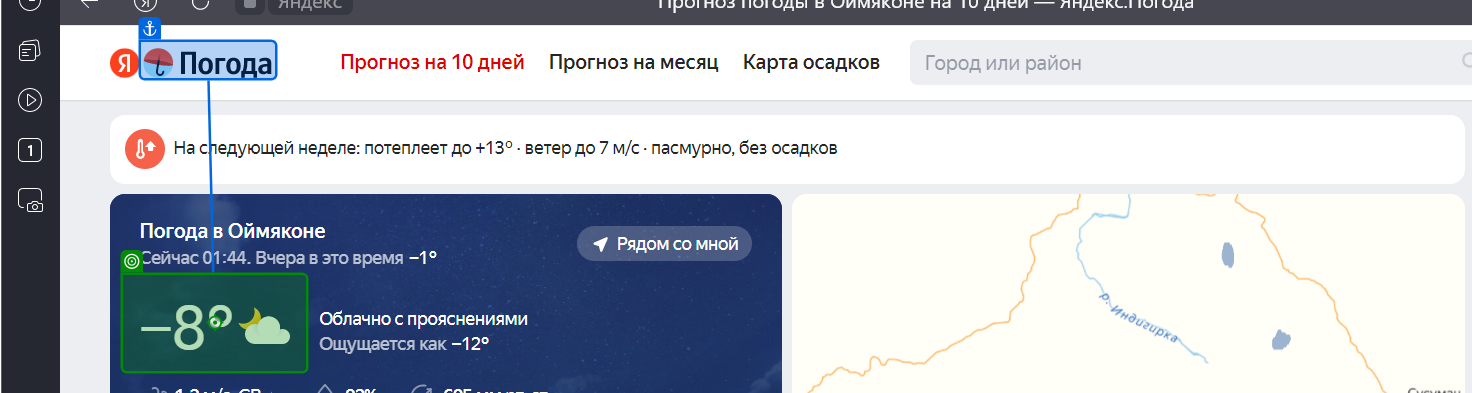 Яндекс
Прогноз погоды в Оймяконе на 10 дней — Яндекс.Погода
Я Погода
Прогноз на 10 дней
Прогноз на месяц
Карта осадков
Город или район
1
На следующей неделе: потеплеет до +13° · ветер до 7 м/с · пасмурно, без осадков
Погода в Оймяконе
Рядом со мной
Сейчас 01:44. Вчера в это время −1°
−8°
Облачно с прояснениями
Ощущается как −12°
р. Индигирка